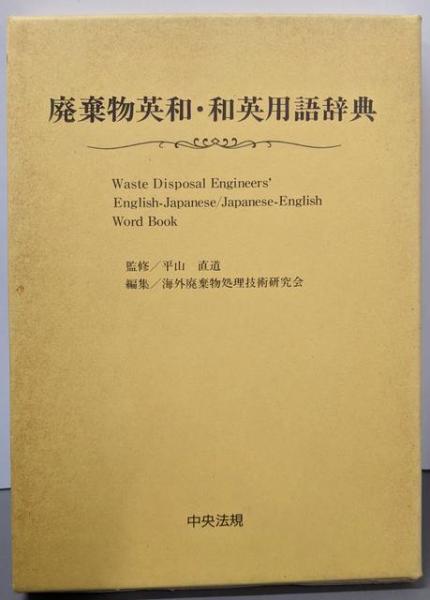 廃棄物英和・和英用語辞典
Waste Disposal Engineers'
English-Japanese/Japanese-English
Word Book
監修／平山　直道
編集／海外廃棄物処理技術研究会
中央法規